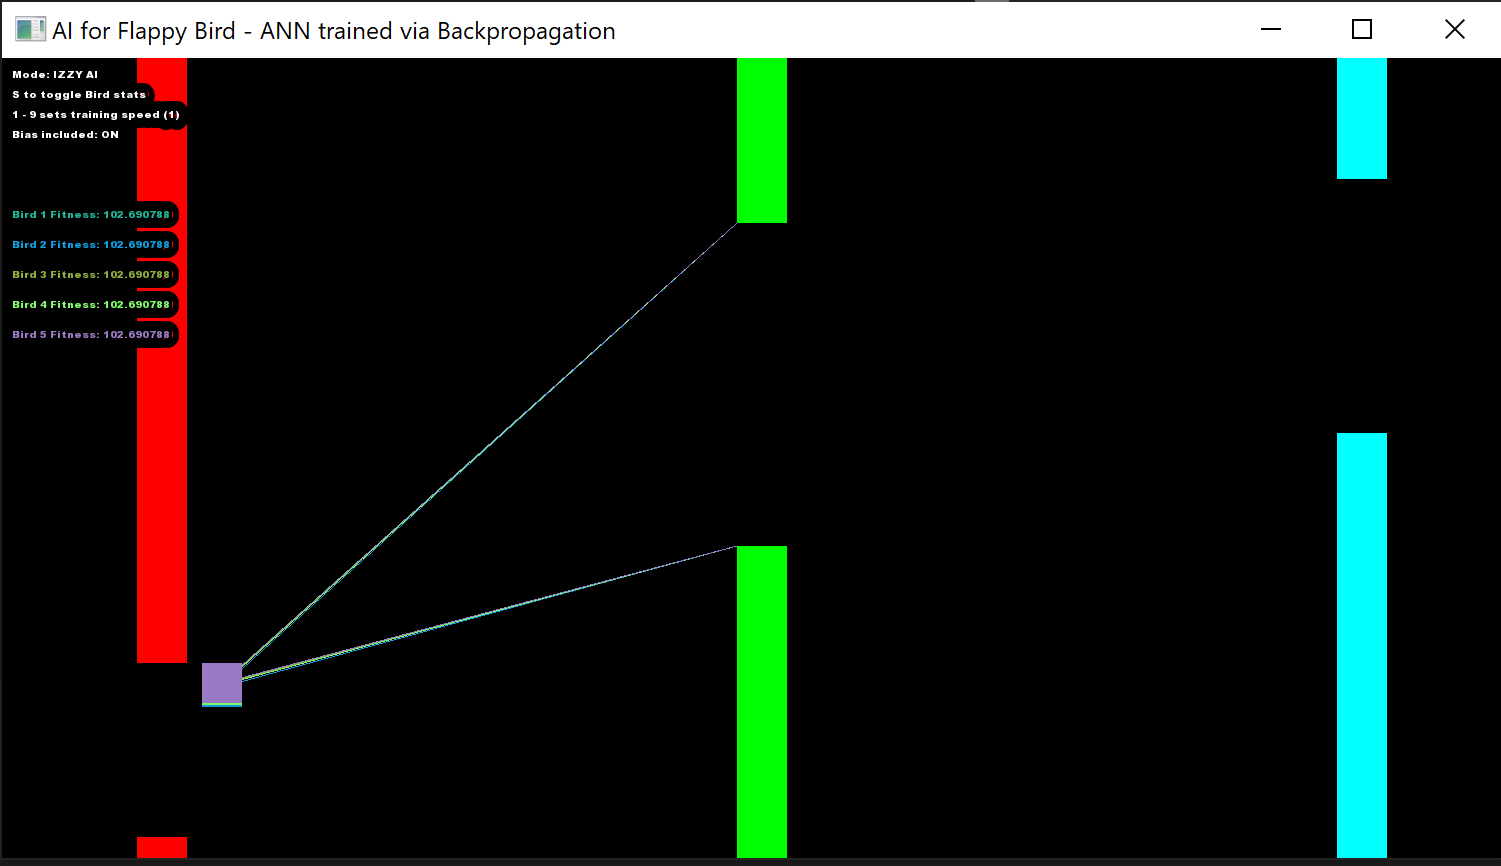 AI for Flappy Bird - ANN trained via Backpropagation
Mode: IZZY AI
S to toggle Bird stats
1 - 9 sets training speed (1)
Bias included: ON
Bird 1 Fitness: 102.690788
Bird 2 Fitness: 102.690788
Bird 3 Fitness: 102.690788
Bird 4 Fitness: 102.690788
Bird 5 Fitness: 102.690788